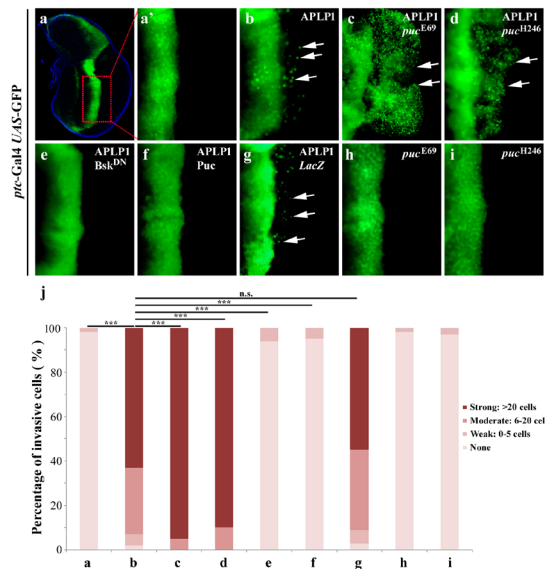 ptc-Gal4 UAS-GFP
a
a'
b APLP1
c APLP1
puc^E69
d APLP1
puc^H246
e APLP1
Bsk^DN
f APLP1
Puc
g APLP1
LacZ
h puc^E69
i puc^H246
j
n.s.
***
***
***
***
*** ***
Percentage of invasive cells ( % )
100
80
60
40
20
0
Strong: >20 cells
Moderate: 6-20 cel
Weak: 0-5 cells
None
a b c d e f g h i